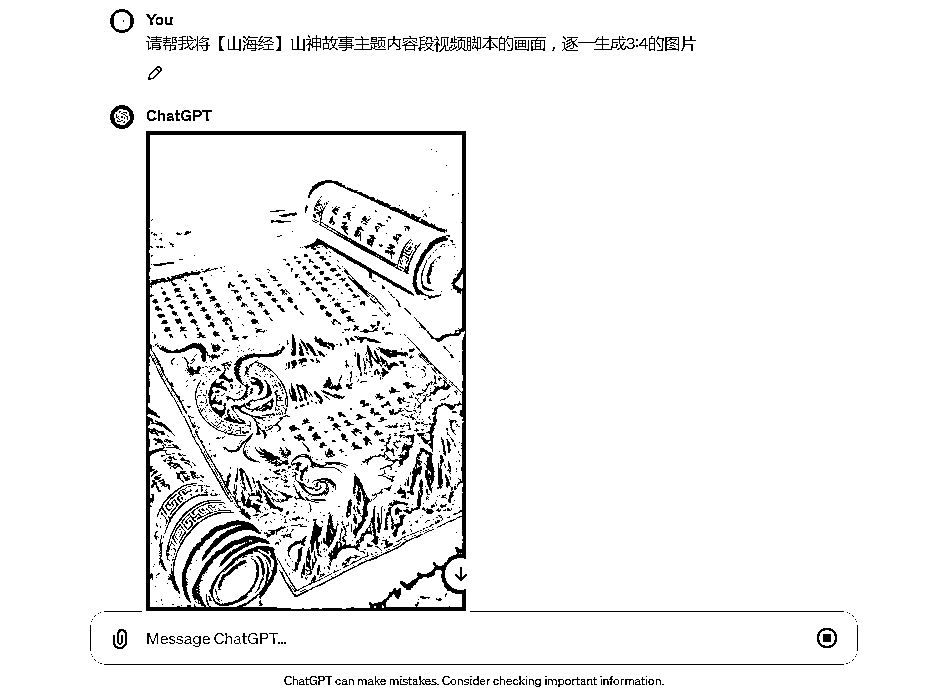 You
请帮我将【山海经】山神故事主题内容段视频脚本的画面，逐一生成3:4的图片
ChatGPT
Message ChatGPT...
ChatGPT can make mistakes. Consider checking important information.